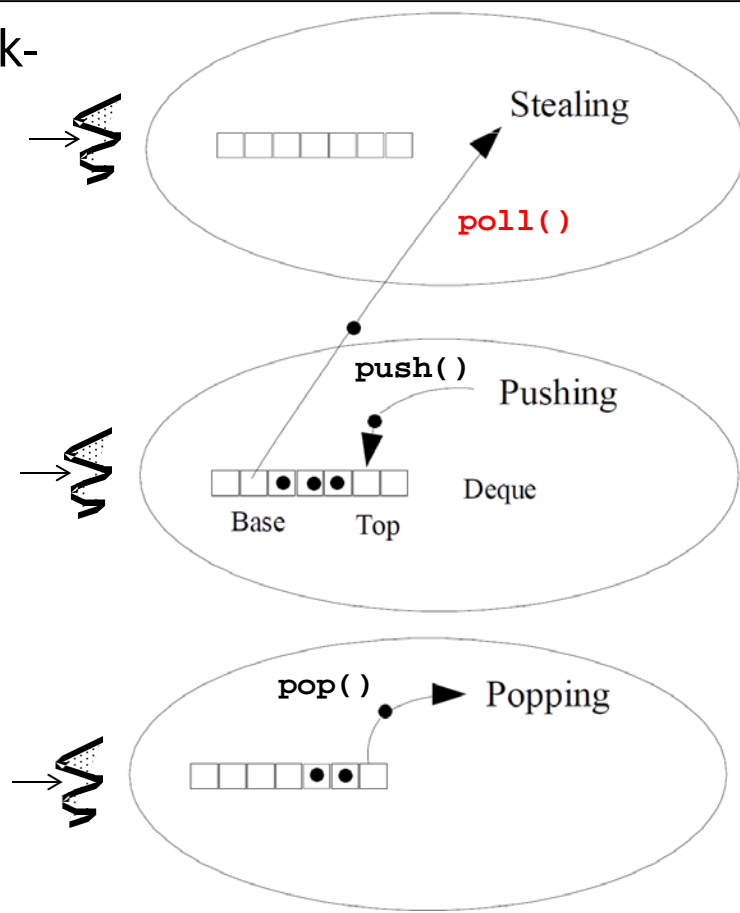 k-
Stealing
poll()
push()
Pushing
Deque
Base
Top
pop()
Popping